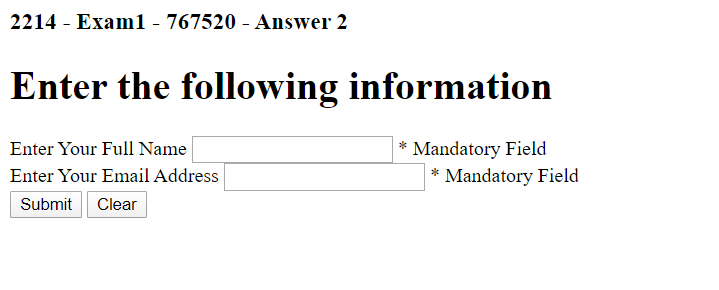 2214 - Exam1 - 767520 - Answer 2
Enter the following information
Enter Your Full Name * Mandatory Field
Enter Your Email Address * Mandatory Field
Submit Clear